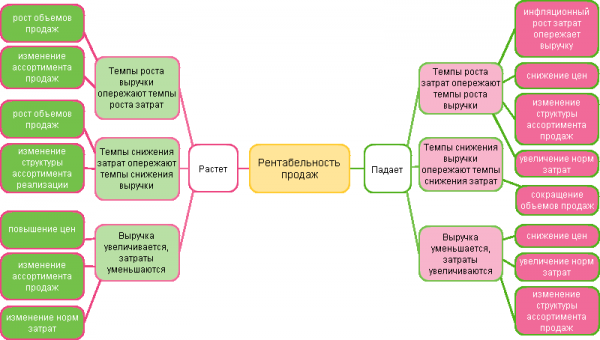 рост объемов
продаж
изменение
ассортимента
продаж
Темпы роста
выручки
опережают темпы
роста затрат
рост объемов
продаж
изменение
структуры
ассортимента
реализации
Темпы снижения
затрат опережают
темпы снижения
выручки
повышение цен
изменение
ассортимента
продаж
изменение норм
затрат
Выручка
увеличивается,
затраты
уменьшаются
Растет
Рентабельность
продаж
Падает
Темпы роста
затрат опережают
темпы роста
выручки
инфляционный
рост затрат
опережает
выручку
снижение цен
изменение
структуры
ассортимента
продаж
увеличение норм
затрат
Темпы снижения
выручки
опережают темпы
снижения затрат
сокращение
объемов продаж
Выручка
уменьшается,
затраты
увеличиваются
снижение цен
увеличение норм
затрат
изменение
структуры
ассортимента
продаж